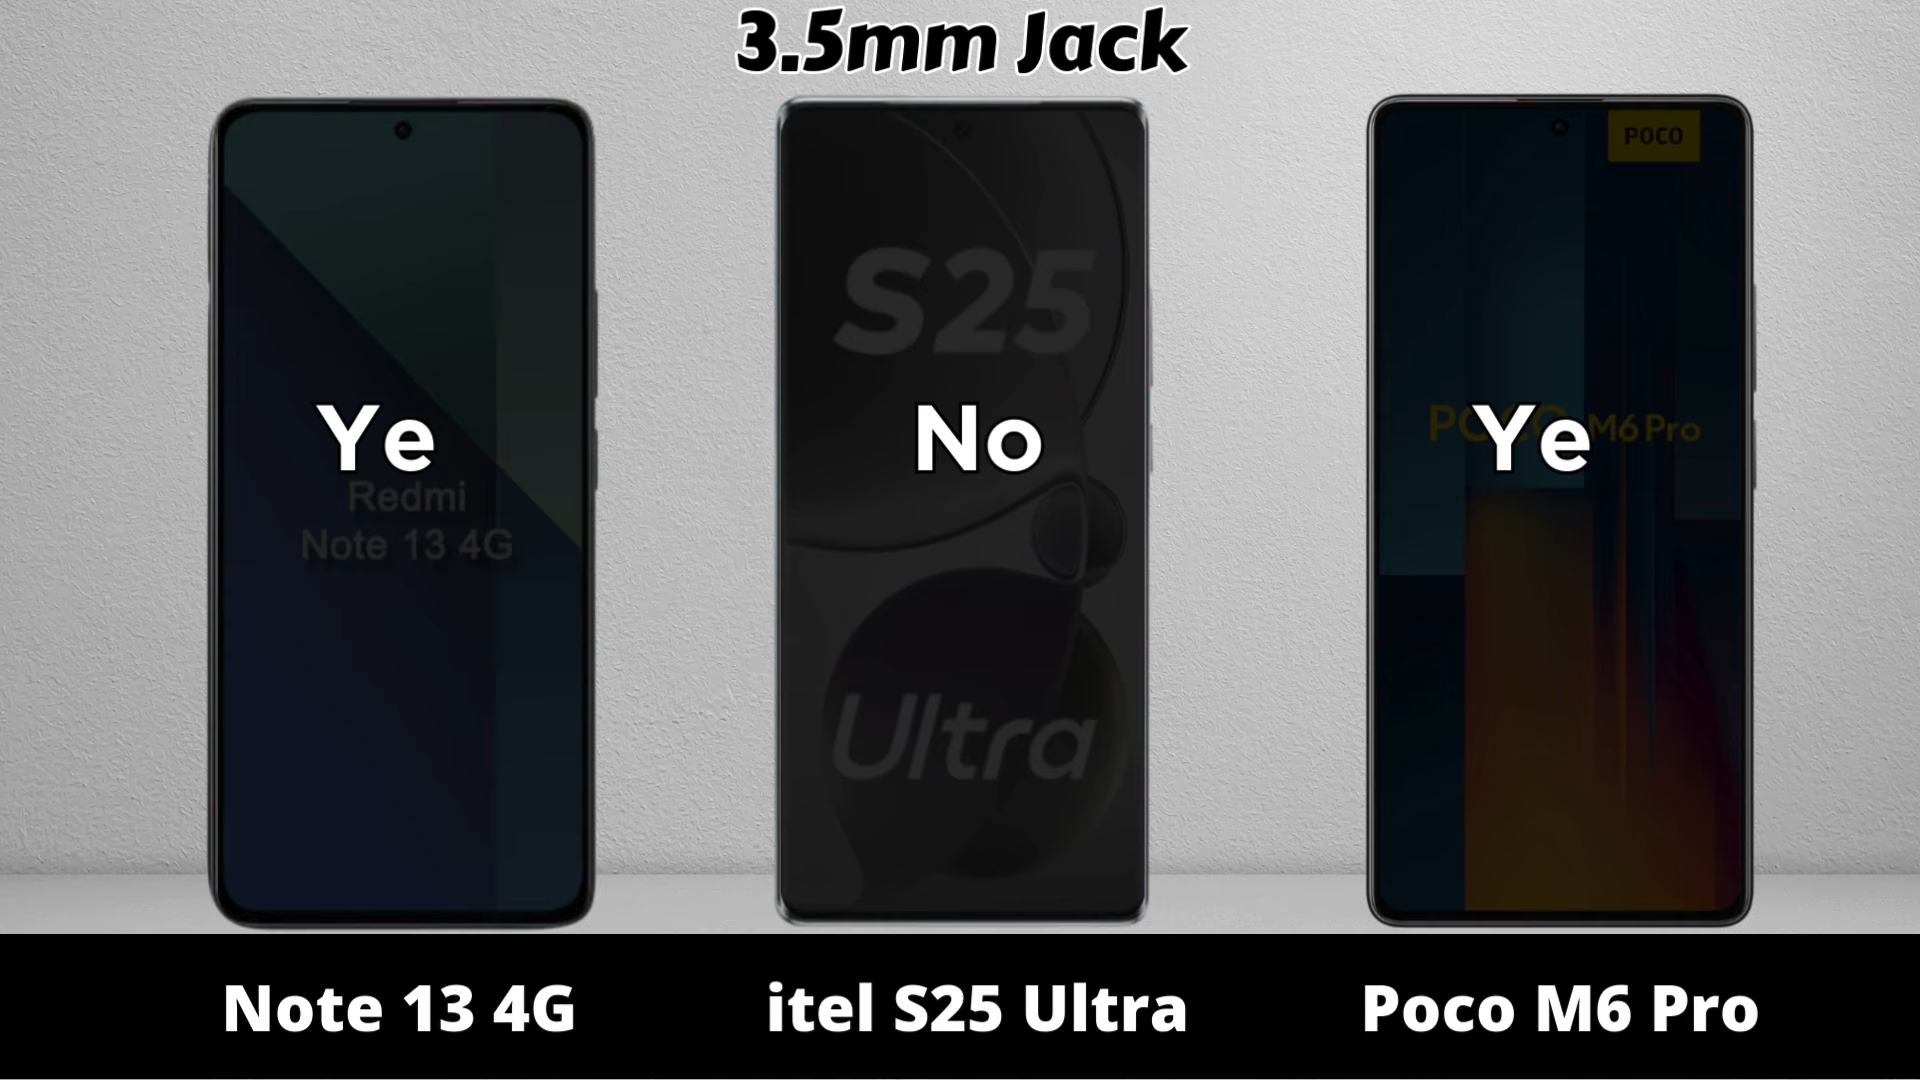 3.5mm Jack
POCO
S25
Ye
No
POCO M6 Pro
Ye
Redmi
Note 13 4G
Ultra
Note 13 4G
itel S25 Ultra
Poco M6 Pro